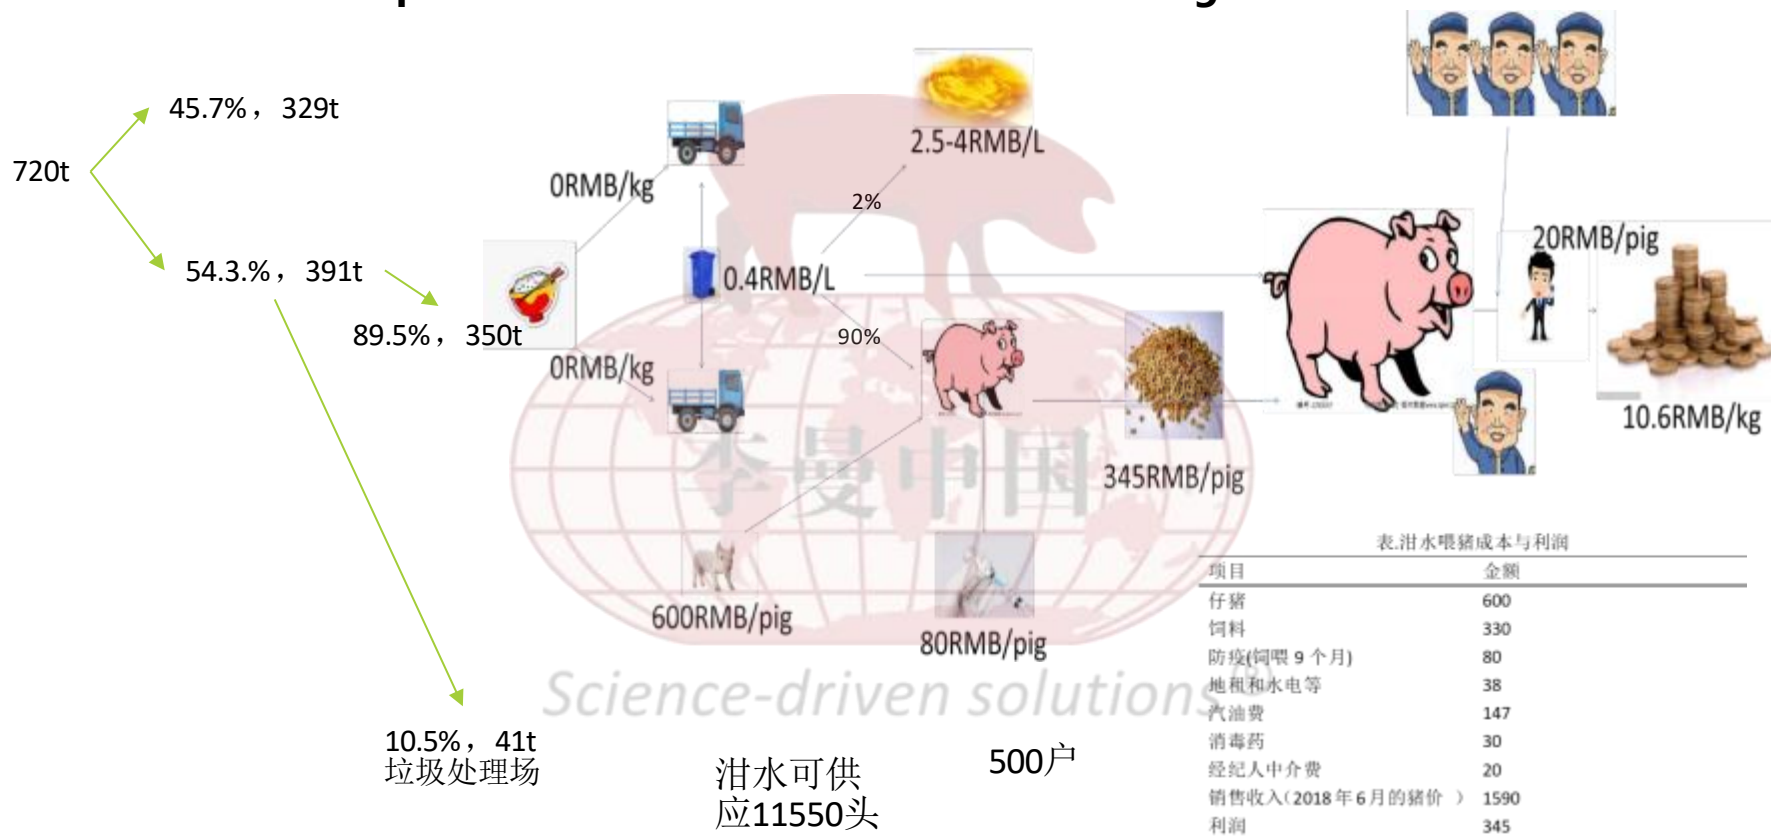 720t
45.7%，329t
54.3.%，391t
89.5%，350t
10.5%，41t
垃圾处理场
0RMB/kg
0RMB/kg
0.4RMB/L
2.5-4RMB/L
2%
90%
600RMB/pig
80RMB/pig
345RMB/pig
20RMB/pig
10.6RMB/kg
李曼中国
Science-driven solutions®
泔水可供
应11550头
500户
表.泔水喂猪成本与利润
项目 金额
仔猪 600
饲料 330
防疫(饲喂 9 个月) 80
地租和水电等 38
汽油费 147
消毒药 30
经纪人中介费 20
销售收入（2018 年 6 月的猪价 ） 1590
利润 345